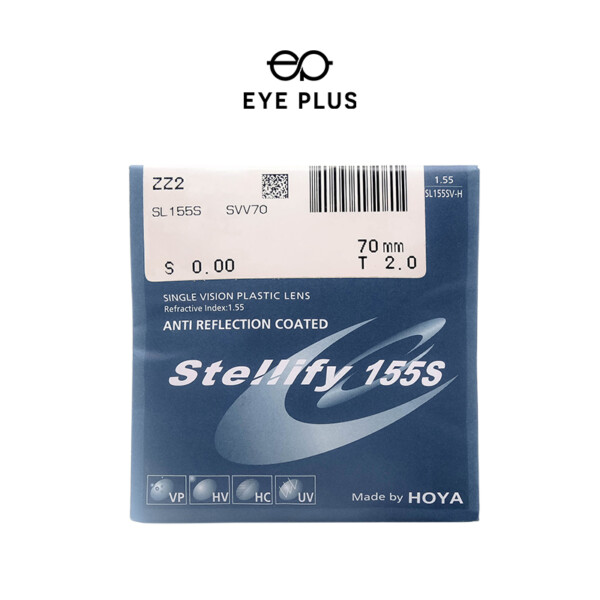 EYE PLUS
ZZ2
SL155S SVV70
70mm
S 0.00 T 2.0
1.55
SL155SV-H
SINGLE VISION PLASTIC LENS
Refractive Index:1.55
ANTI REFLECTION COATED
Stellify 155S
VP HV HC UV
Made by HOYA